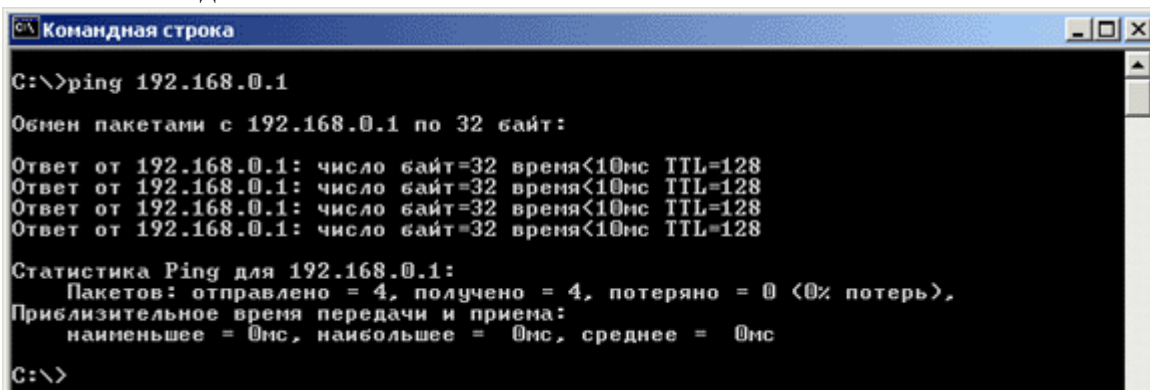 Командная строка
C:\>ping 192.168.0.1
Обмен пакетами с 192.168.0.1 по 32 байт:
Ответ от 192.168.0.1: число байт=32 время<10мс TTL=128
Ответ от 192.168.0.1: число байт=32 время<10мс TTL=128
Ответ от 192.168.0.1: число байт=32 время<10мс TTL=128
Ответ от 192.168.0.1: число байт=32 время<10мс TTL=128
Статистика Ping для 192.168.0.1:
Пакетов: отправлено = 4, получено = 4, потеряно = 0 (0% потерь),
Приблизительное время передачи и приема:
наименьшее = 0мс, наибольшее = 0мс, среднее = 0мс
C:\>